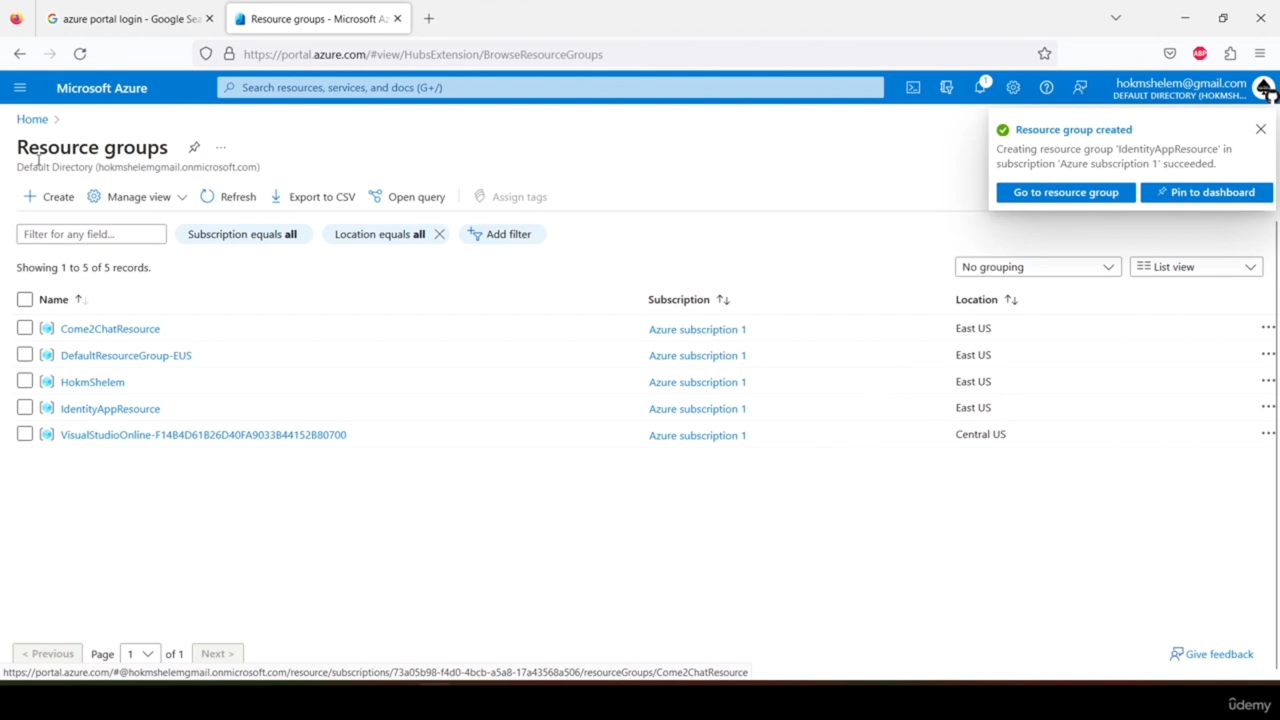 azure portal login - Google Sea
Resource groups - Microsoft Az
https://portal.azure.com/#view/HubsExtension/BrowseResourceGroups
ABP
Microsoft Azure
Search resources, services, and docs (G+/)
1
hokmshelem@gmail.com
DEFAULT DIRECTORY (HOKMSH...
Home
Resource groups
...
Default Directory (hokmshelemgmail.onmicrosoft.com)
Resource group created
Creating resource group 'IdentityAppResource' in
subscription 'Azure subscription 1' succeeded.
Go to resource group
Pin to dashboard
Create
Manage view
Refresh
Export to CSV
Open query
Assign tags
Filter for any field...
Subscription equals all
Location equals all
Add filter
Showing 1 to 5 of 5 records.
No grouping
List view
Name
Subscription
Location
Come2ChatResource
Azure subscription 1
East US
DefaultResourceGroup-EUS
Azure subscription 1
East US
HokmShelem
Azure subscription 1
East US
IdentityAppResource
Azure subscription 1
East US
VisualStudioOnline-F14B4D61B26D40FA9033B44152B80700
Azure subscription 1
Central US
< Previous
Page
1
of 1
Next >
Give feedback
https://portal.azure.com/#@hokmshelemgmail.onmicrosoft.com/resource/subscriptions/73a05b98-f4d0-4bcb-a5a8-17a43568a506/resourceGroups/Come2ChatResource
ûdemy